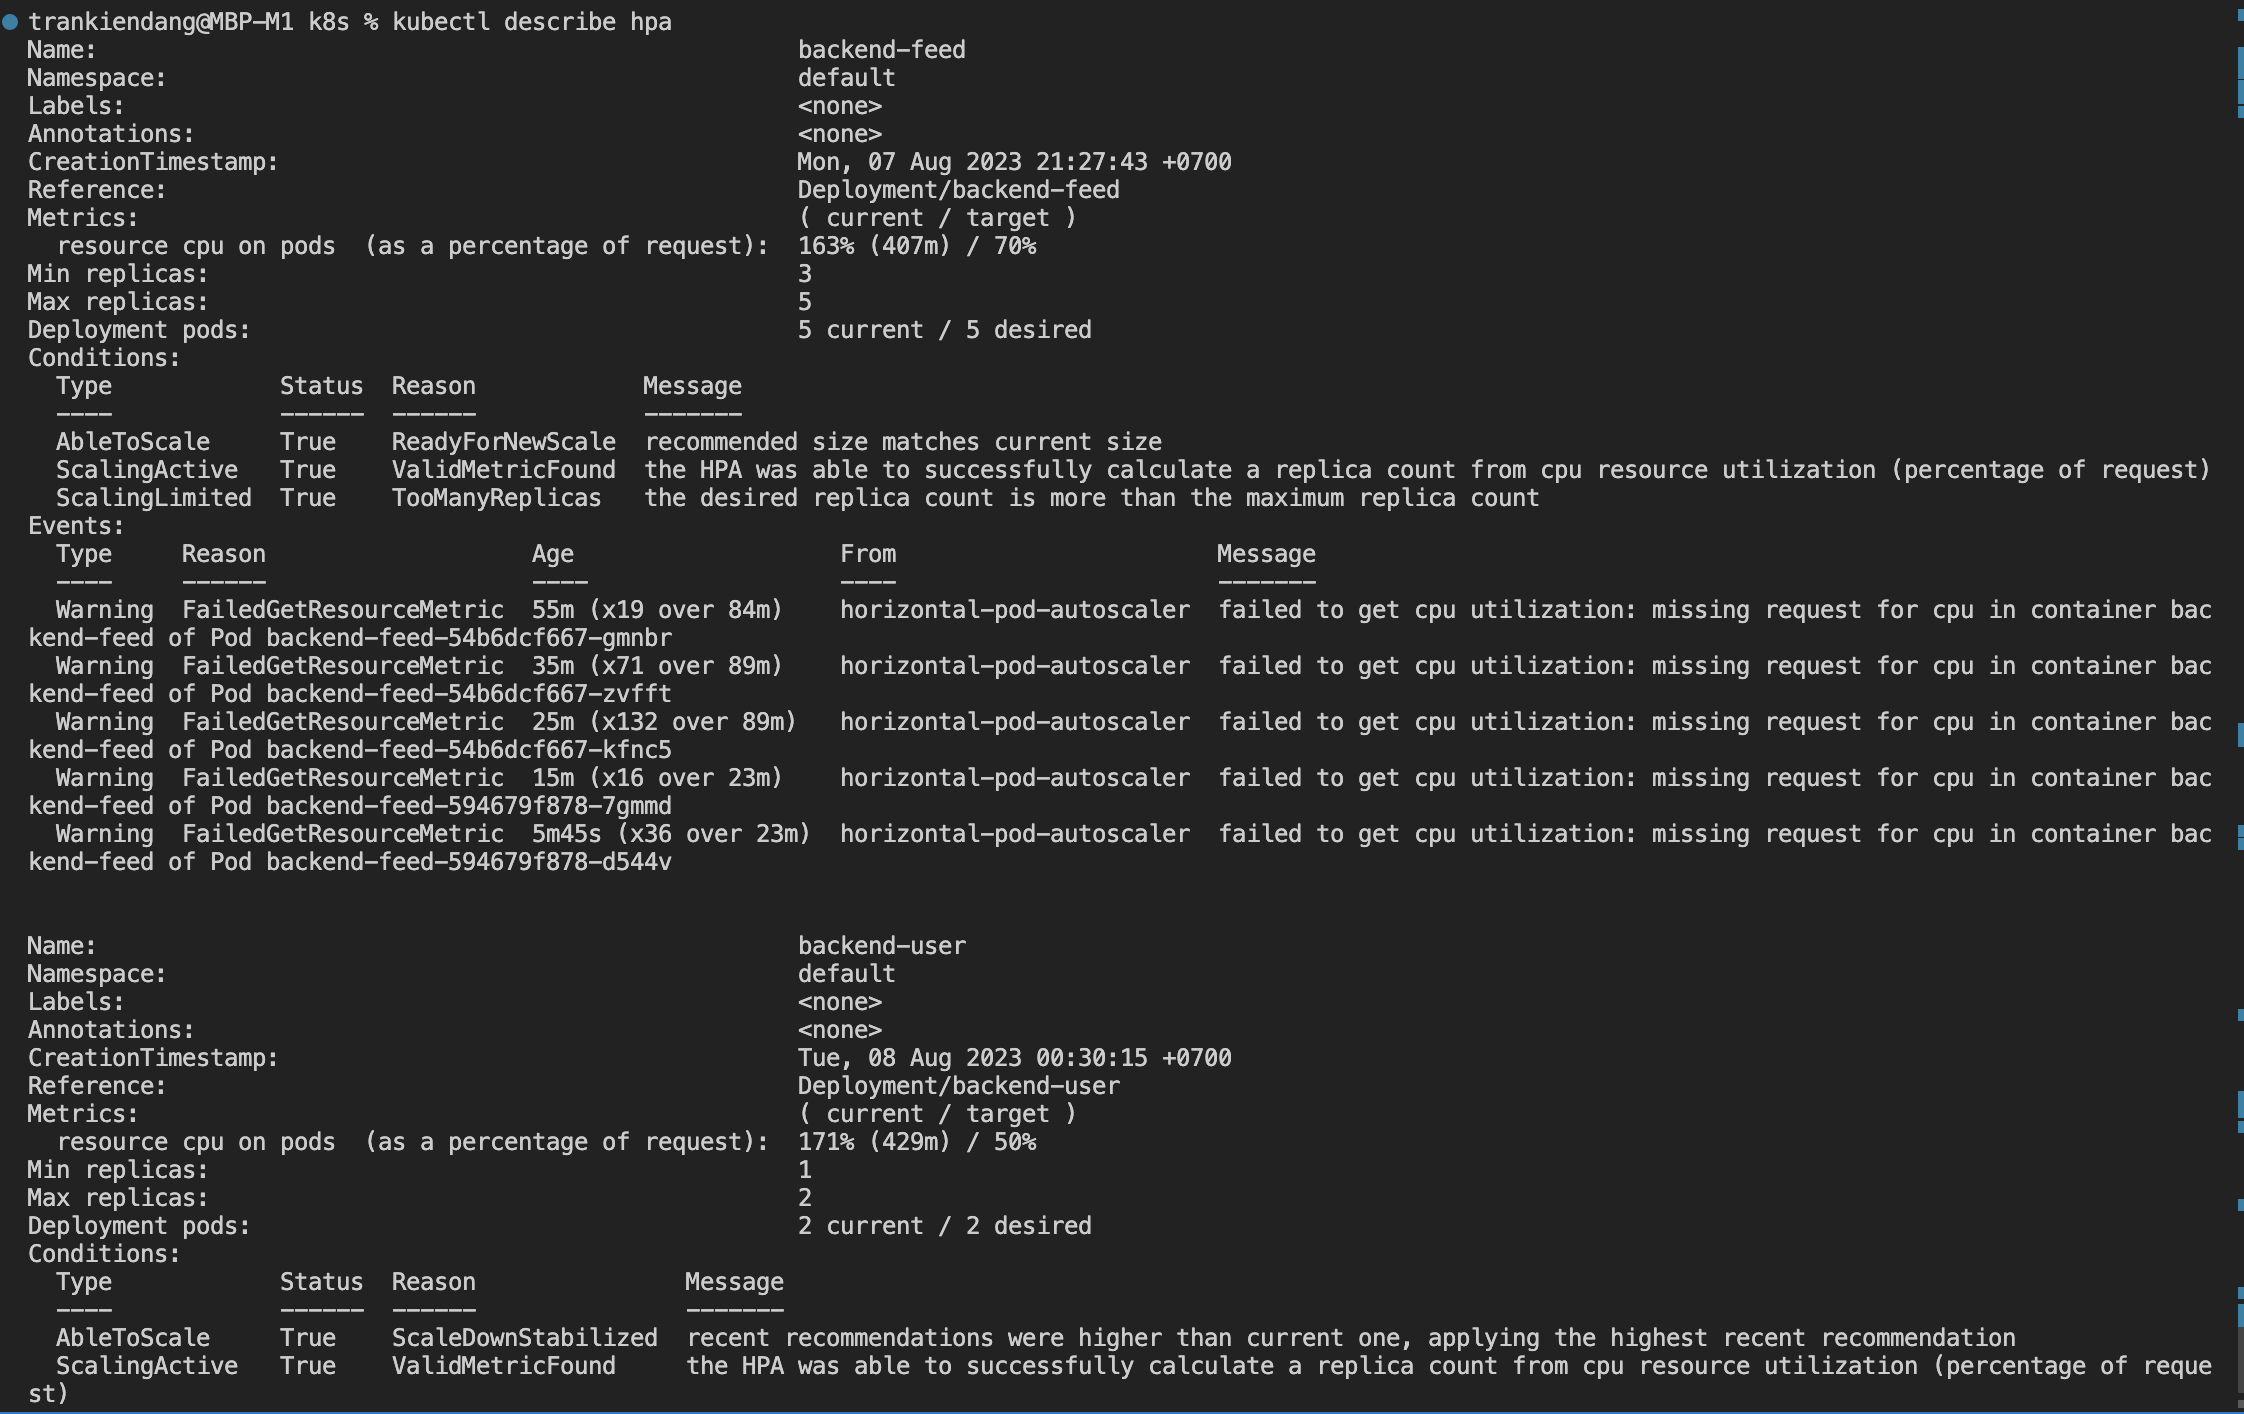 trankiendang@MBP-M1 k8s % kubectl describe hpa
Name:                                                  backend-feed
Namespace:                                             default
Labels:                                                <none>
Annotations:                                           <none>
CreationTimestamp:                                     Mon, 07 Aug 2023 21:27:43 +0700
Reference:                                             Deployment/backend-feed
Metrics:                                               ( current / target )
  resource cpu on pods  (as a percentage of request):  163% (407m) / 70%
Min replicas:                                          3
Max replicas:                                          5
Deployment pods:                                       5 current / 5 desired
Conditions:
  Type            Status  Reason            Message
  ----            ------  ------            -------
  AbleToScale     True    ReadyForNewScale  recommended size matches current size
  ScalingActive   True    ValidMetricFound  the HPA was able to successfully calculate a replica count from cpu resource utilization (percentage of request)
  ScalingLimited  True    TooManyReplicas   the desired replica count is more than the maximum replica count
Events:
  Type     Reason                   Age                   From                       Message
  ----     ------                   ----                  ----                       -------
  Warning  FailedGetResourceMetric  55m (x19 over 84m)    horizontal-pod-autoscaler  failed to get cpu utilization: missing request for cpu in container bac
kend-feed of Pod backend-feed-54b6dcf667-gmnbr
  Warning  FailedGetResourceMetric  35m (x71 over 89m)    horizontal-pod-autoscaler  failed to get cpu utilization: missing request for cpu in container bac
kend-feed of Pod backend-feed-54b6dcf667-zvfft
  Warning  FailedGetResourceMetric  25m (x132 over 89m)   horizontal-pod-autoscaler  failed to get cpu utilization: missing request for cpu in container bac
kend-feed of Pod backend-feed-54b6dcf667-kfnc5
  Warning  FailedGetResourceMetric  15m (x16 over 23m)    horizontal-pod-autoscaler  failed to get cpu utilization: missing request for cpu in container bac
kend-feed of Pod backend-feed-594679f878-7gmmd
  Warning  FailedGetResourceMetric  5m45s (x36 over 23m)  horizontal-pod-autoscaler  failed to get cpu utilization: missing request for cpu in container bac
kend-feed of Pod backend-feed-594679f878-d544v
Name:                                                  backend-user
Namespace:                                             default
Labels:                                                <none>
Annotations:                                           <none>
CreationTimestamp:                                     Tue, 08 Aug 2023 00:30:15 +0700
Reference:                                             Deployment/backend-user
Metrics:                                               ( current / target )
  resource cpu on pods  (as a percentage of request):  171% (429m) / 50%
Min replicas:                                          1
Max replicas:                                          2
Deployment pods:                                       2 current / 2 desired
Conditions:
  Type            Status  Reason               Message
  ----            ------  ------               -------
  AbleToScale     True    ScaleDownStabilized  recent recommendations were higher than current one, applying the highest recent recommendation
  ScalingActive   True    ValidMetricFound     the HPA was able to successfully calculate a replica count from cpu resource utilization (percentage of reque
st)